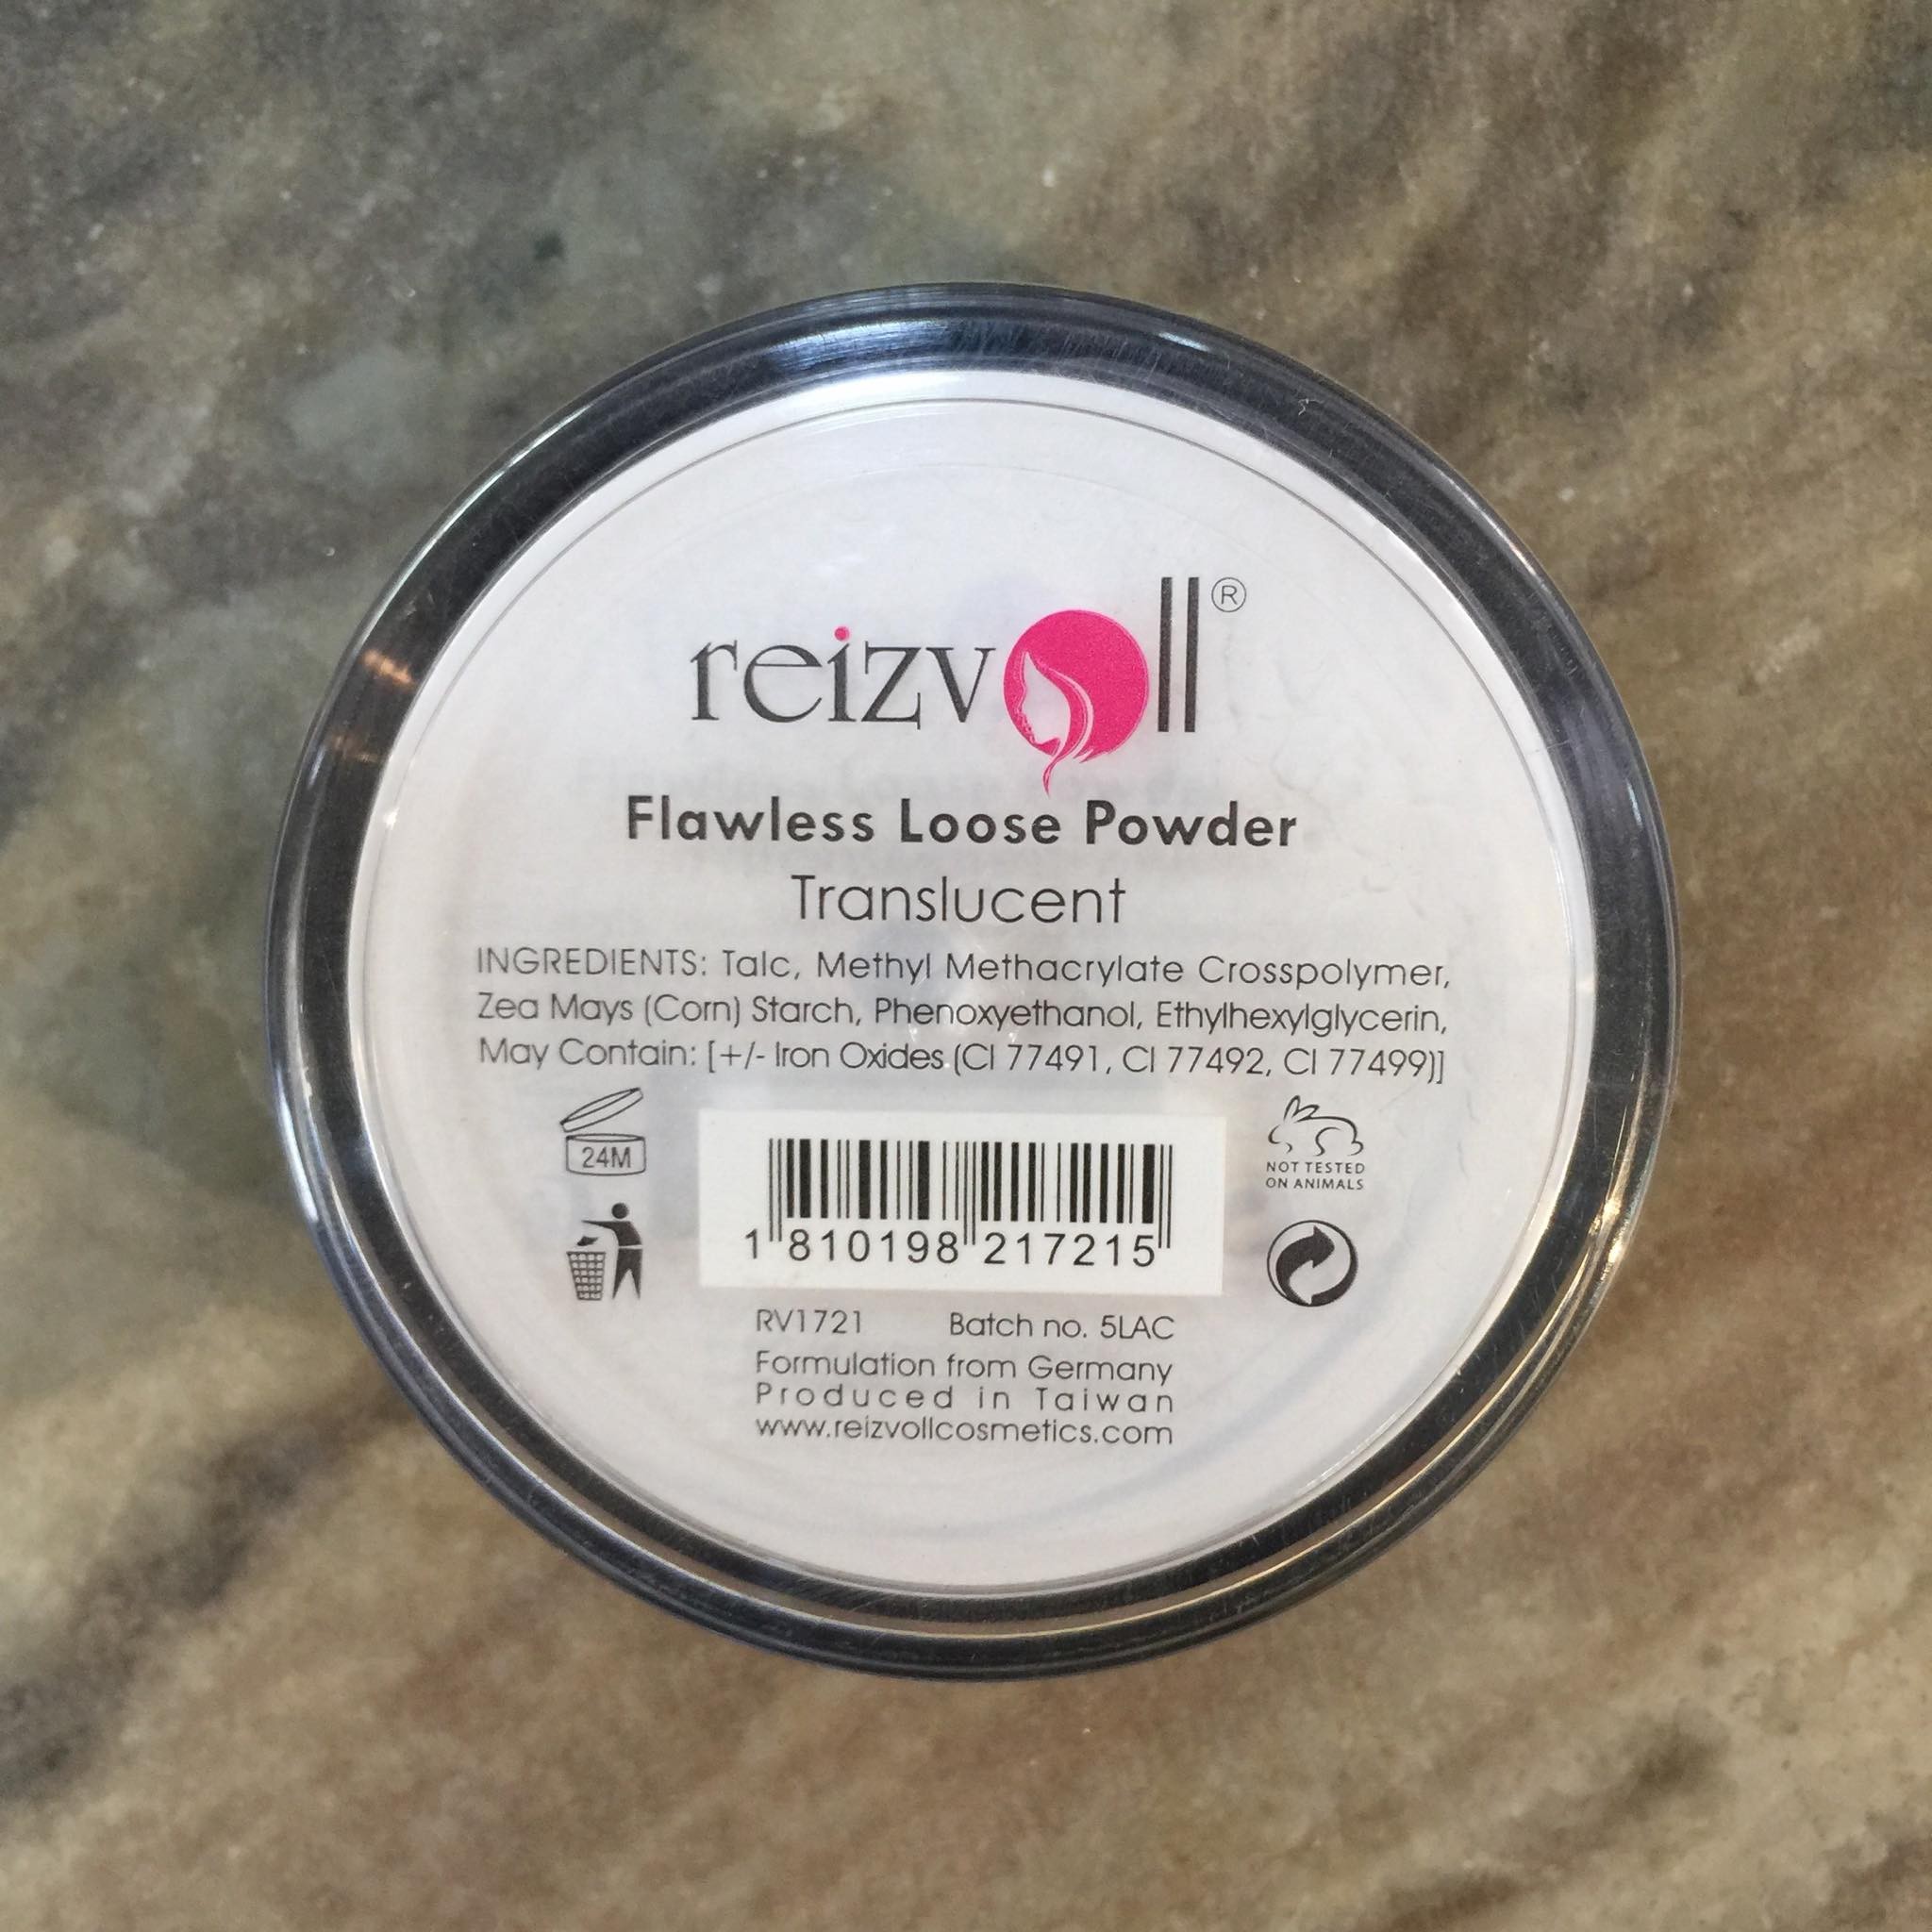 reizvoll®
Flawless Loose Powder
Translucent
INGREDIENTS: Talc, Methyl Methacrylate Crosspolymer,
Zea Mays (Corn) Starch, Phenoxyethanol, Ethylhexylglycerin,
May Contain: [+/- Iron Oxides (CI 77491, CI 77492, CI 77499)]
24M
NOT TESTED
ON ANIMALS
1 810198 217215
RV1721 Batch no. 5LAC
Formulation from Germany
Produced in Taiwan
www.reizvollcosmetics.com